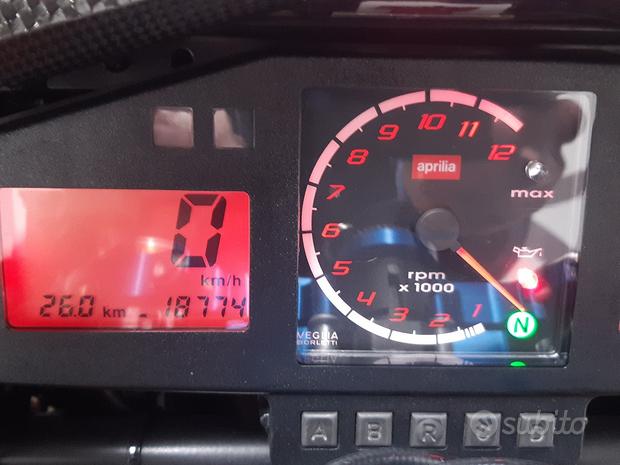 0
km/h
26.0 km 18774
1 2 3 4 5 6 7 8 9 10 11 12
aprilia
max
rpm
x 1000
N
VEGLIA
BORLETTI
A B R
subito